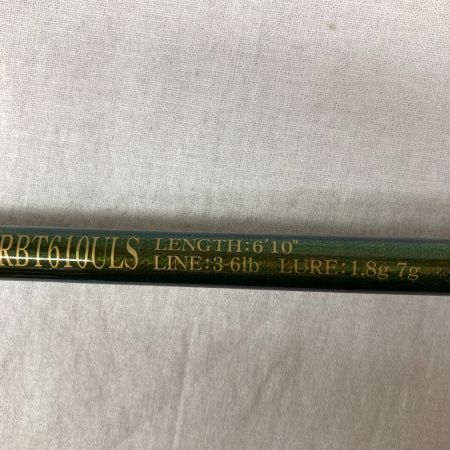 RBT610ULS
LENGTH:6'10"
LINE:3-6lb LURE:1.8g-7g